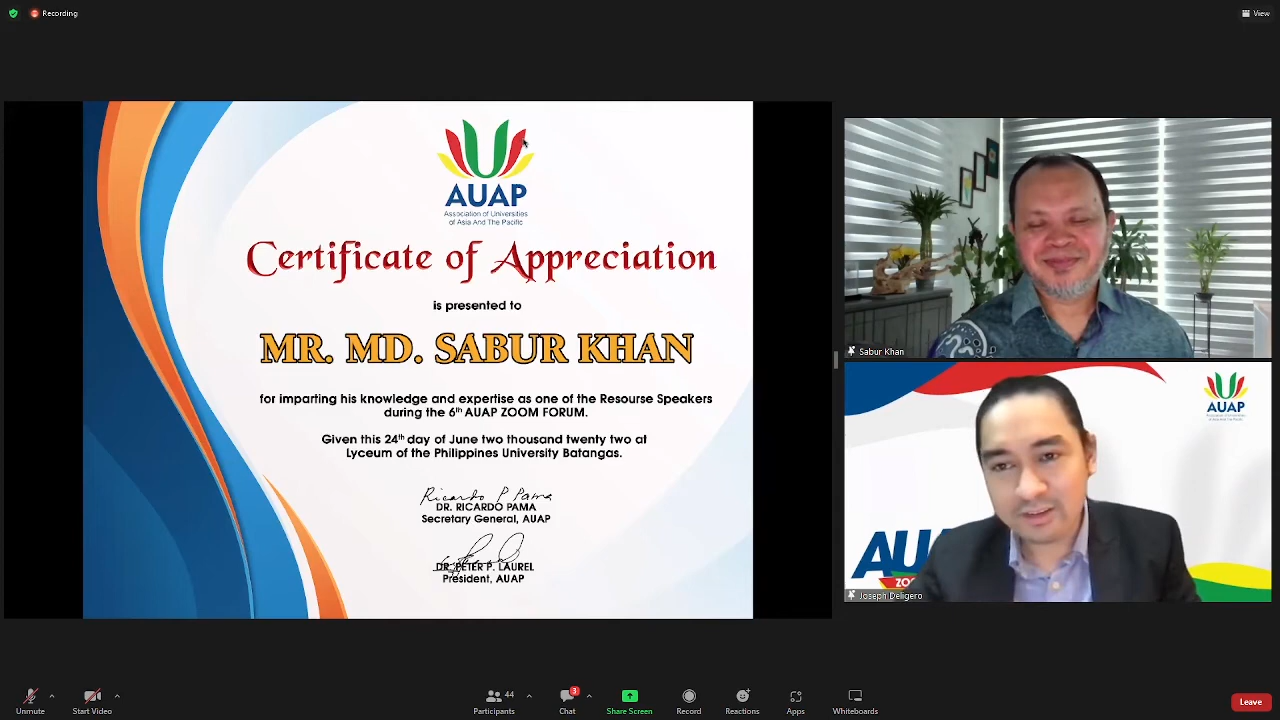 Recording
View
AUAP
Association of Universities
of Asia And The Pacific
Certificate of Appreciation
is presented to
MR. MD. SABUR KHAN
for imparting his knowledge and expertise as one of the Resourse Speakers
during the 6th AUAP ZOOM FORUM.
Given this 24th day of June two thousand twenty two at
Lyceum of the Philippines University Batangas.
Ricardo P Pama
DR. RICARDO PAMA
Secretary General, AUAP
DR. PETER P. LAUREL
President, AUAP
Sabur Khan
AUAP
AU
ZOO
Joseph Deligero
Unmute
Start Video
44
Participants
3
Chat
Share Screen
Record
Reactions
Apps
Whiteboards
Leave